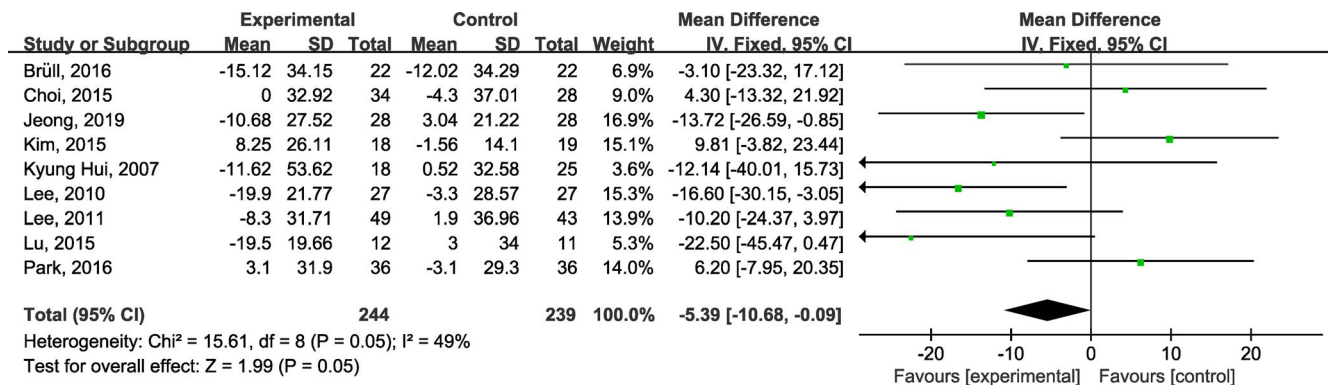 Experimental Control Mean Difference Mean Difference
Study or Subgroup Mean SD Total Mean SD Total Weight IV, Fixed, 95% CI IV, Fixed, 95% CI
Brüll, 2016 -15.12 34.15 22 -12.02 34.29 22 6.9% -3.10 [-23.32, 17.12]
Choi, 2015 0 32.92 34 -4.3 37.01 28 9.0% 4.30 [-13.32, 21.92]
Jeong, 2019 -10.68 27.52 28 3.04 21.22 28 16.9% -13.72 [-26.59, -0.85]
Kim, 2015 8.25 26.11 18 -1.56 14.1 19 15.1% 9.81 [-3.82, 23.44]
Kyung Hui, 2007 -11.62 53.62 18 0.52 32.58 25 3.6% -12.14 [-40.01, 15.73]
Lee, 2010 -19.9 21.77 27 -3.3 28.57 27 15.3% -16.60 [-30.15, -3.05]
Lee, 2011 -8.3 31.71 49 1.9 36.96 43 13.9% -10.20 [-24.37, 3.97]
Lu, 2015 -19.5 19.66 12 3 34 11 5.3% -22.50 [-45.47, 0.47]
Park, 2016 3.1 31.9 36 -3.1 29.3 36 14.0% 6.20 [-7.95, 20.35]
Total (95% CI) 244 239 100.0% -5.39 [-10.68, -0.09]
Heterogeneity: Chi² = 15.61, df = 8 (P = 0.05); I² = 49%
Test for overall effect: Z = 1.99 (P = 0.05)
-20 -10 0 10 20
Favours [experimental] Favours [control]